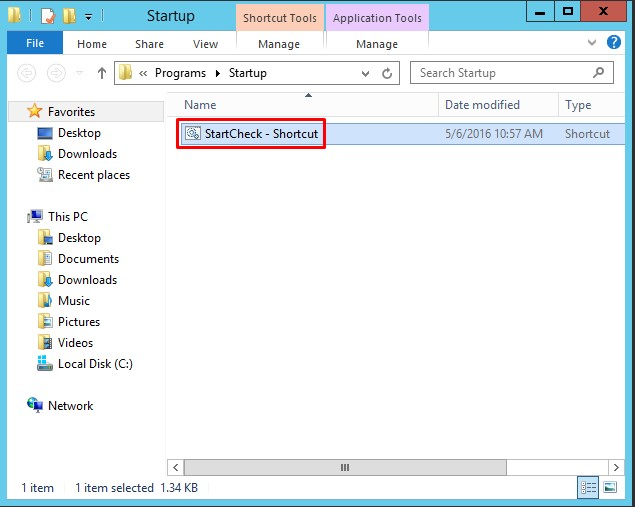 Startup
Shortcut Tools
Application Tools
File
Home
Share
View
Manage
Manage
« Programs Startup
Search Startup
Name
Date modified
Type
StartCheck - Shortcut
5/6/2016 10:57 AM
Shortcut
Favorites
Desktop
Downloads
Recent places
This PC
Desktop
Documents
Downloads
Music
Pictures
Videos
Local Disk (C:)
Network
1 item
1 item selected 1.34 KB